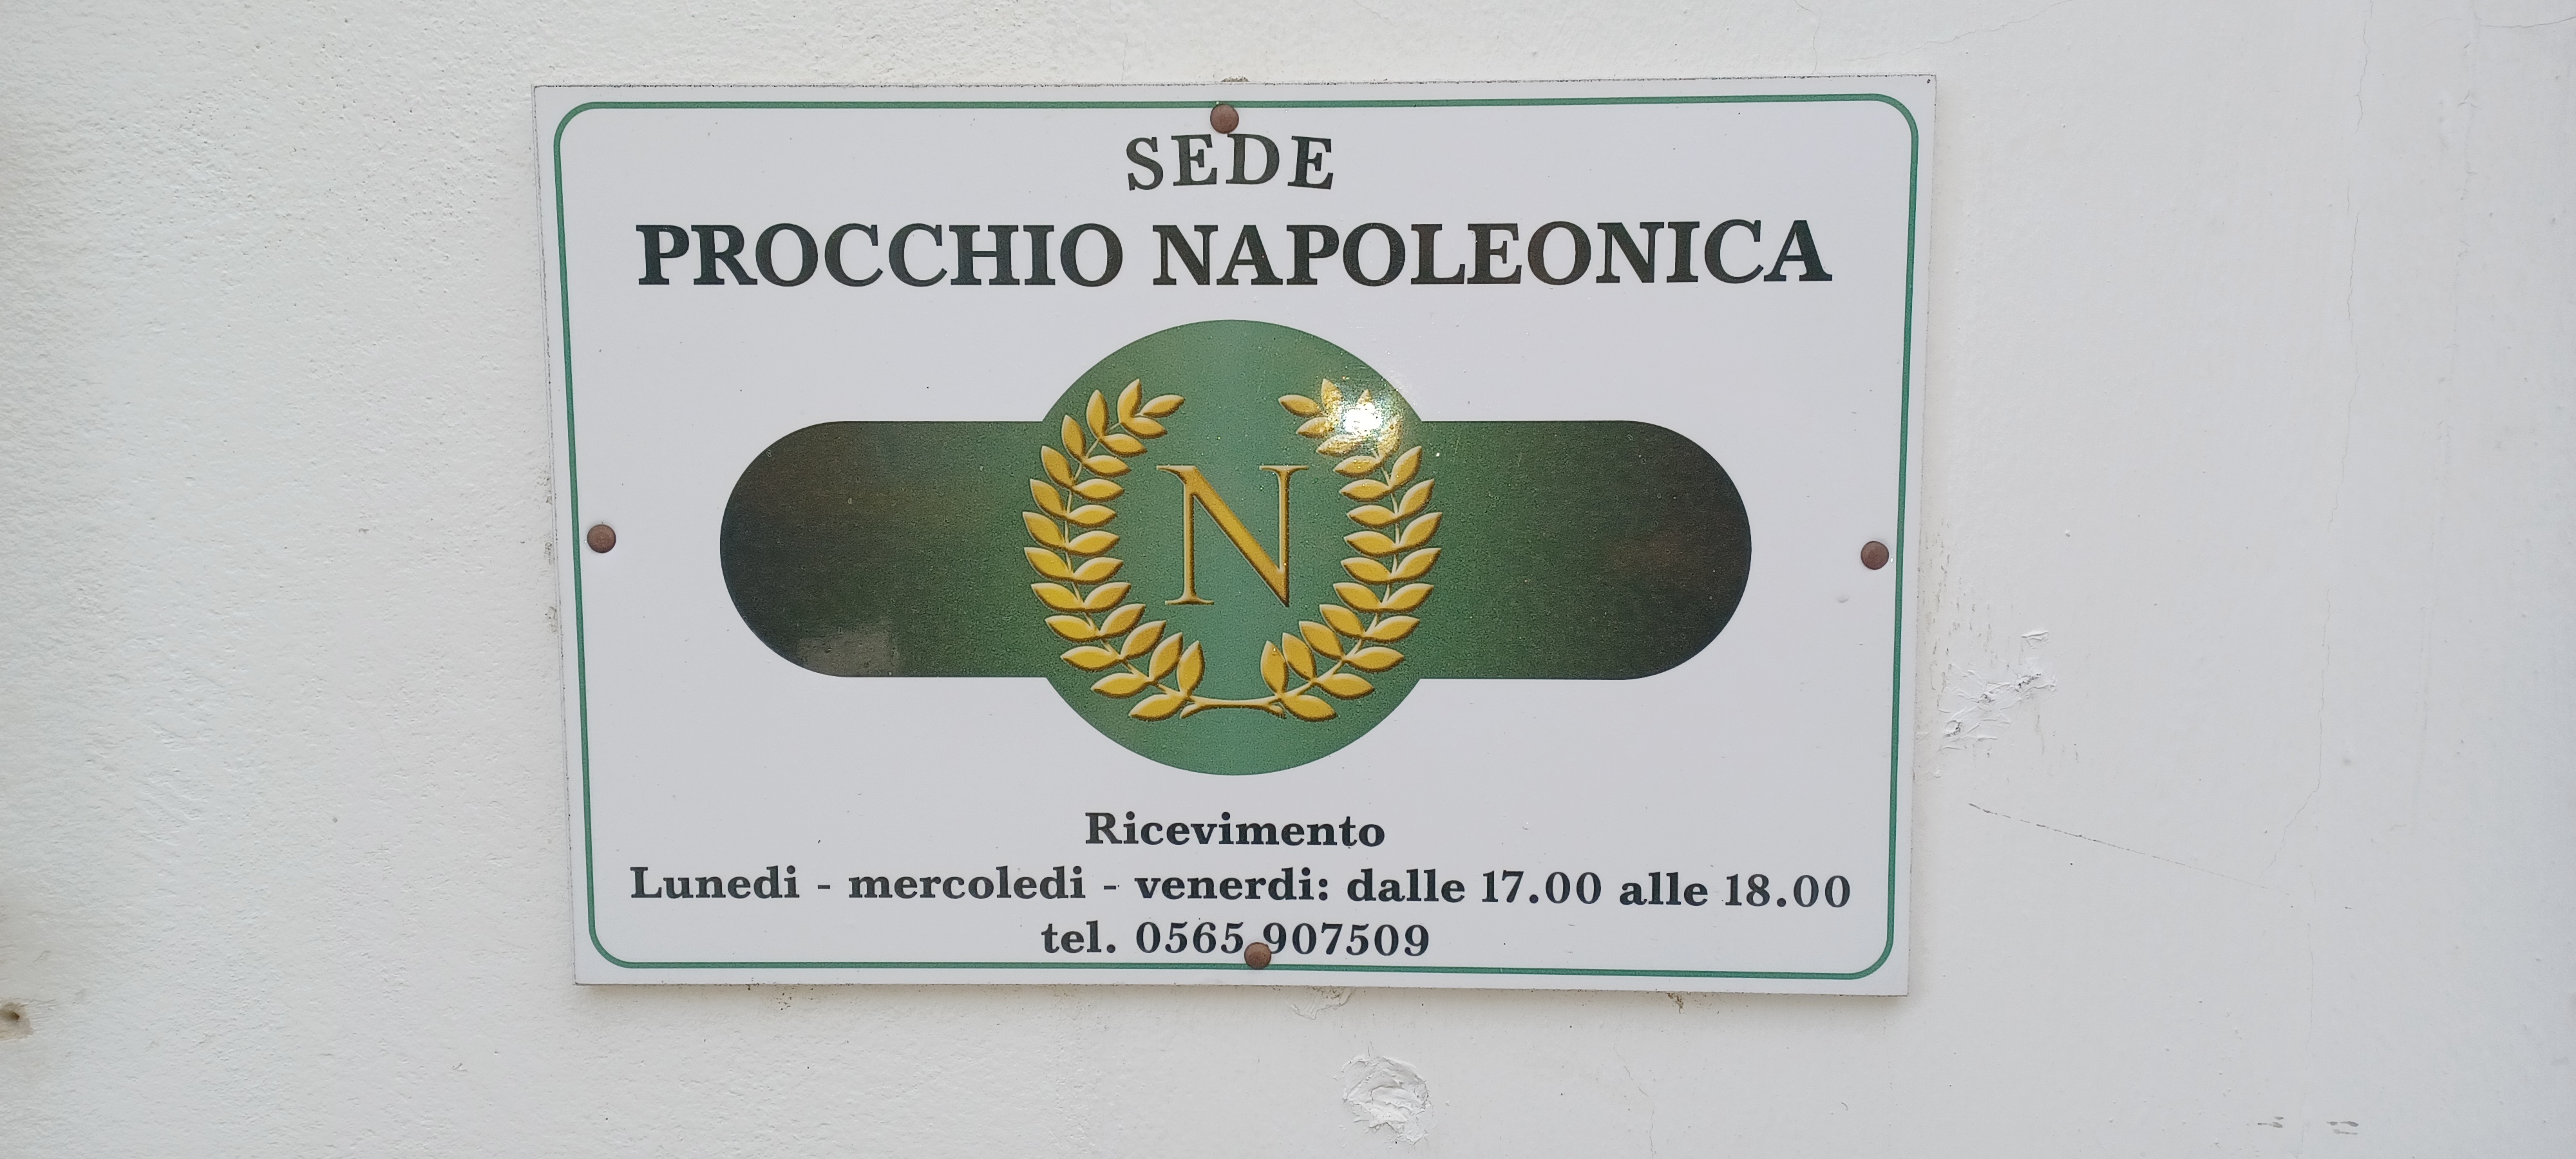 SEDE
PROCCHIO NAPOLEONICA
N
Ricevimento
Lunedi - mercoledi - venerdi: dalle 17.00 alle 18.00
tel. 0565 907509